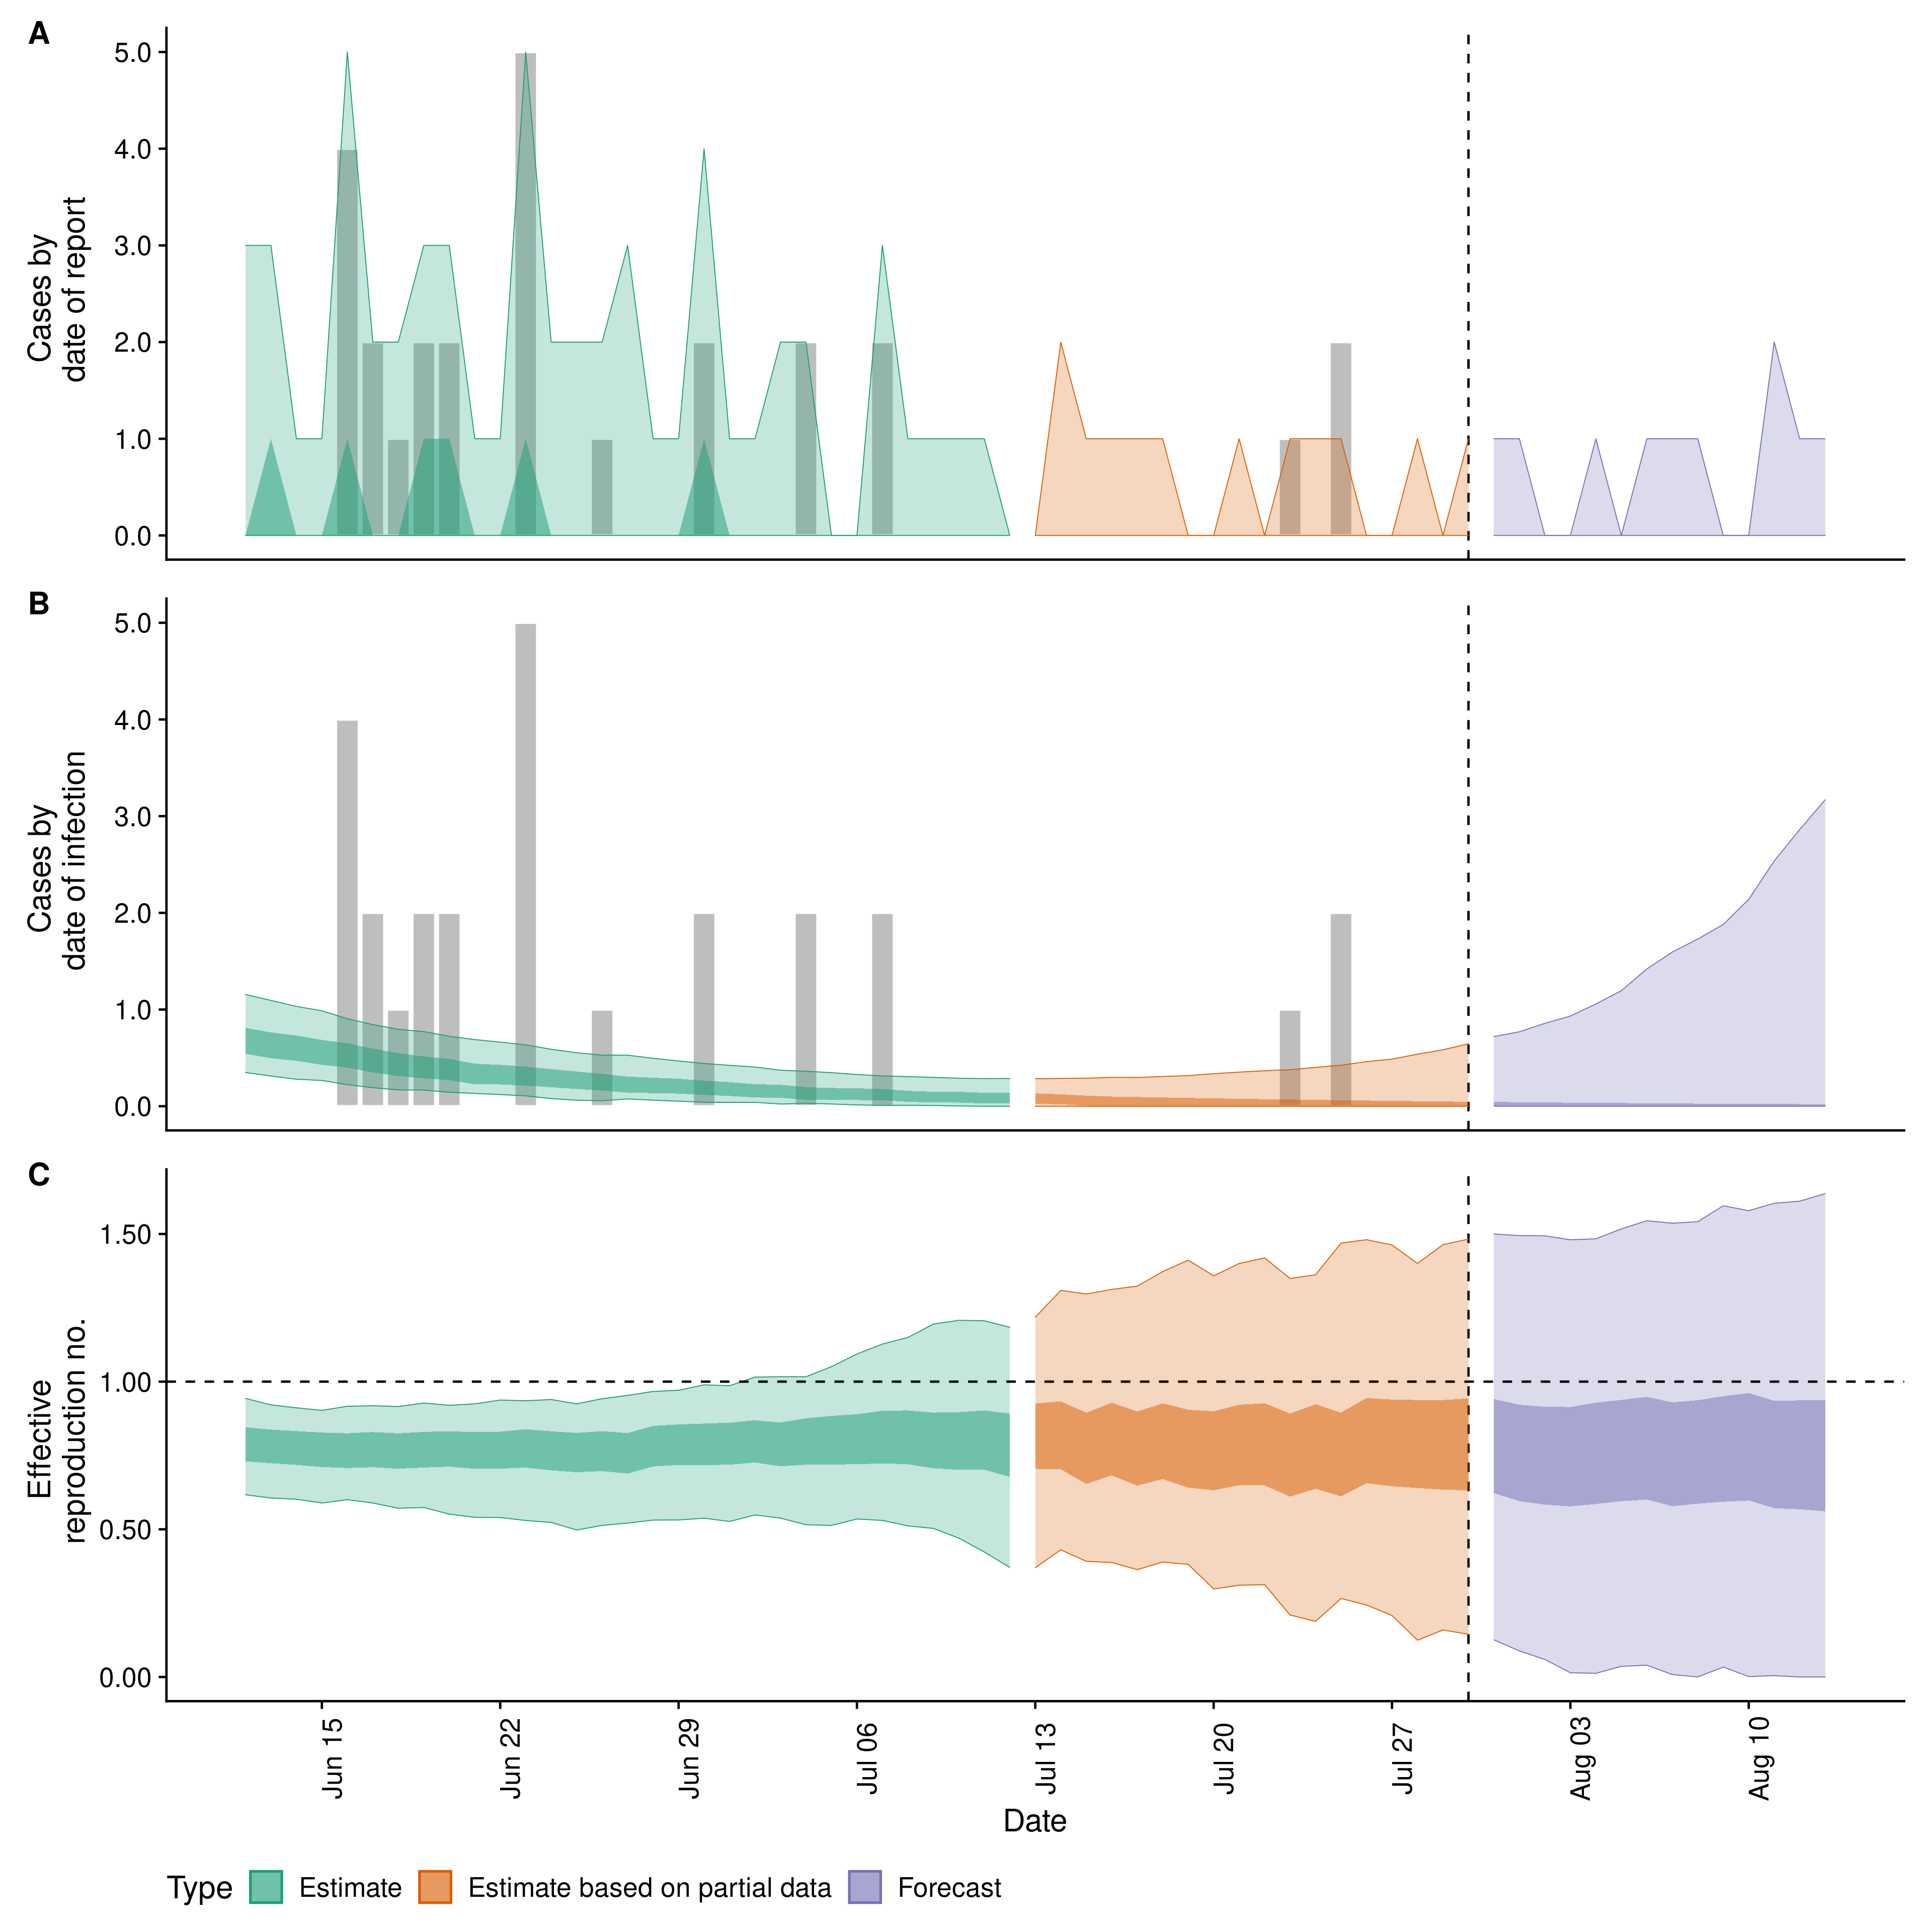 A
5.0
4.0
3.0
2.0
1.0
0.0
Cases by
date of report
B
5.0
4.0
3.0
2.0
1.0
0.0
Cases by
date of infection
C
1.50
1.00
0.50
0.00
Effective
reproduction no.
Jun 15
Jun 22
Jun 29
Jul 06
Jul 13
Jul 20
Jul 27
Aug 03
Aug 10
Date
Type Estimate Estimate based on partial data Forecast